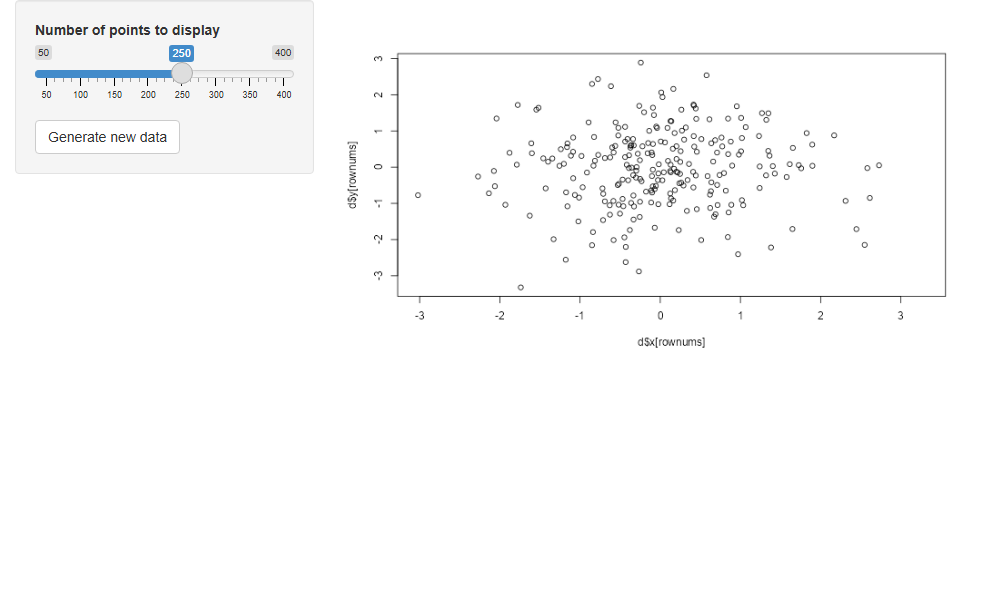 Number of points to display
50 250 400
50 100 150 200 250 300 350 400
Generate new data
3
2
1
0
-1
-2
-3
d$y[rownums]
-3 -2 -1 0 1 2 3
d$x[rownums]